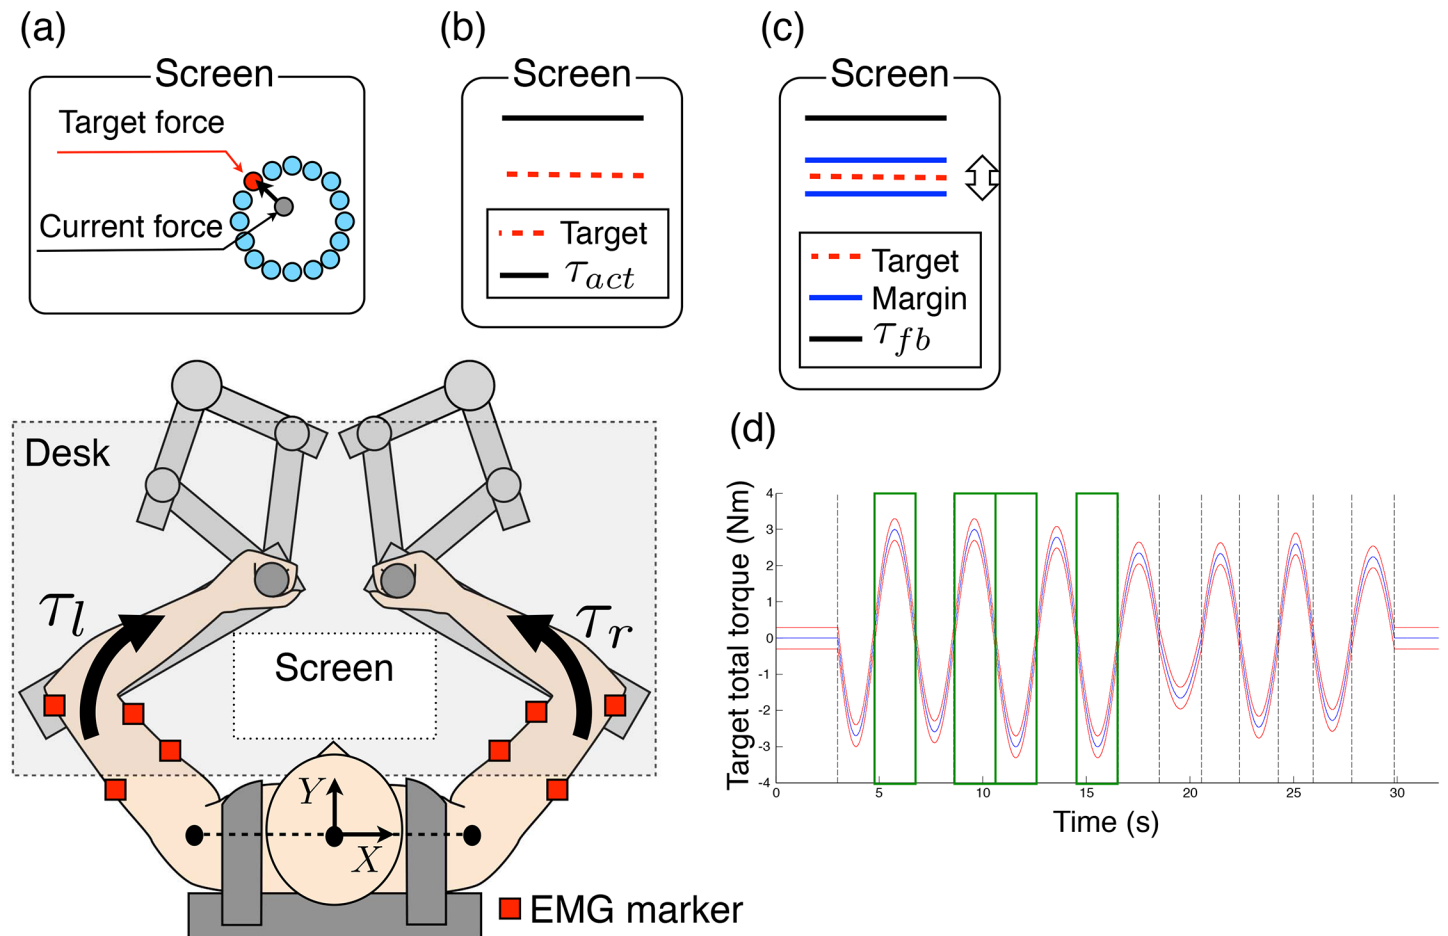 (a)
Screen
Target force
Current force
(b)
Screen
Target
τact
(c)
Screen
Target
Margin
τfb
Desk
τl
τr
Screen
Y
X
EMG marker
(d)
Target total torque (Nm)
4
3
2
1
0
-1
-2
-3
-4
0 5 10 15 20 25 30
Time (s)